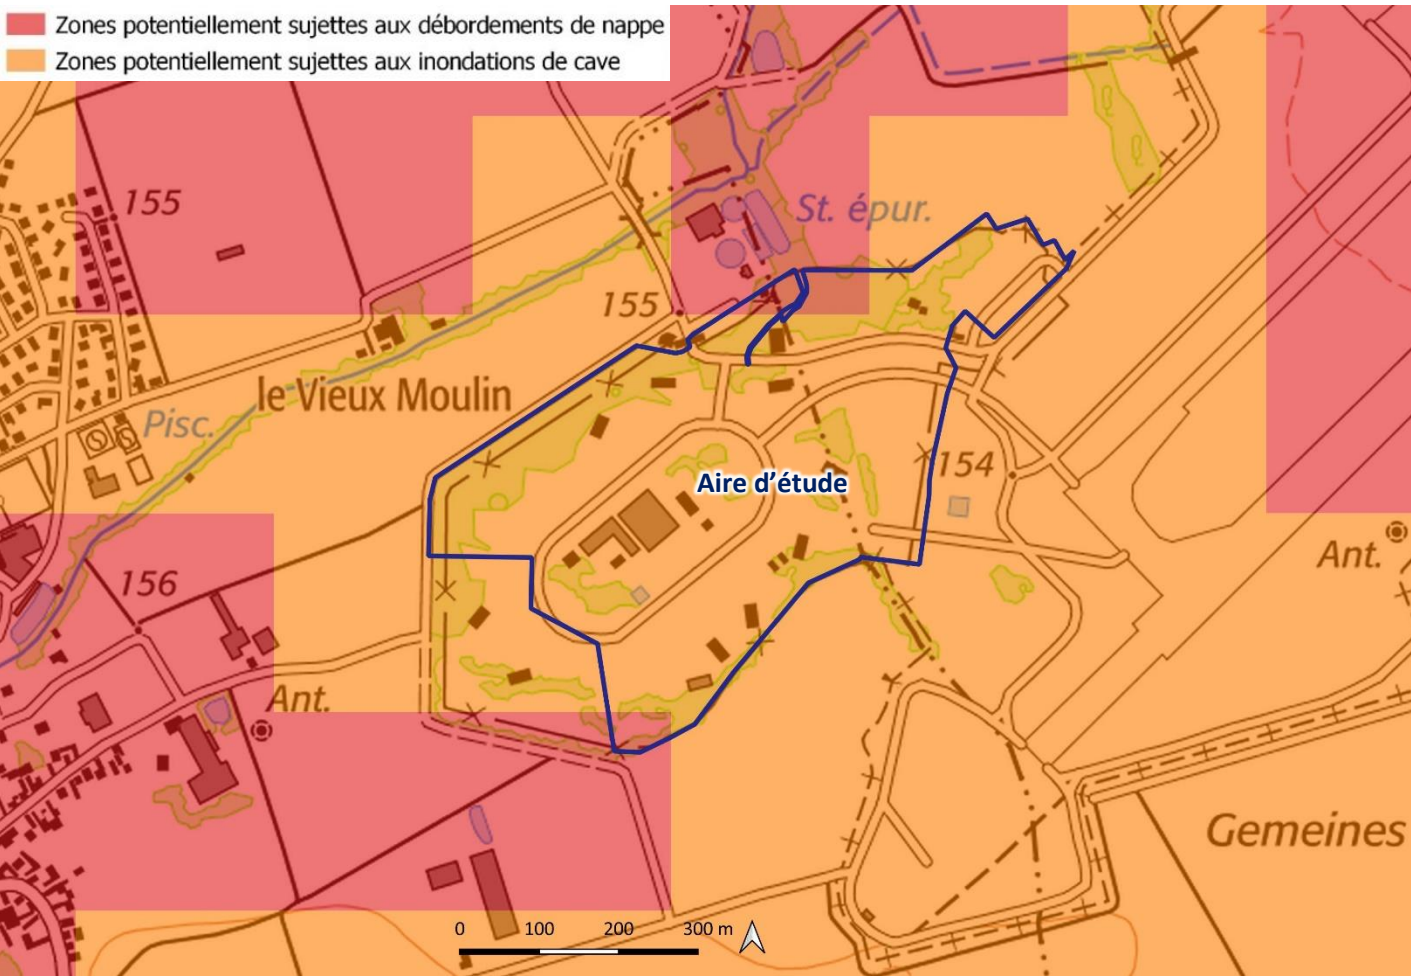 Zones potentiellement sujettes aux débordements de nappe
Zones potentiellement sujettes aux inondations de cave
155
St. épur.
155
le Vieux Moulin
Pisc.
Aire d'étude
154
Ant.
156
Ant.
Gemeines
0 100 200 300 m